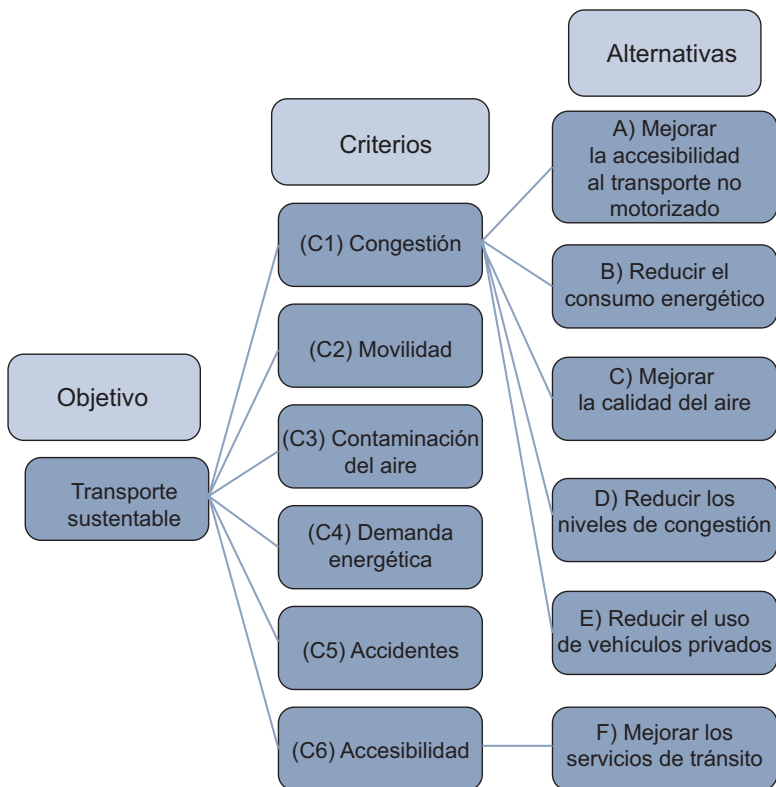 Objetivo
Transporte
sustentable
Criterios
(C1) Congestión
(C2) Movilidad
(C3) Contaminación
del aire
(C4) Demanda
energética
(C5) Accidentes
(C6) Accesibilidad
Alternativas
A) Mejorar
la accesibilidad
al transporte no
motorizado
B) Reducir el
consumo energético
C) Mejorar
la calidad del aire
D) Reducir los
niveles de congestión
E) Reducir el uso
de vehículos privados
F) Mejorar los
servicios de tránsito